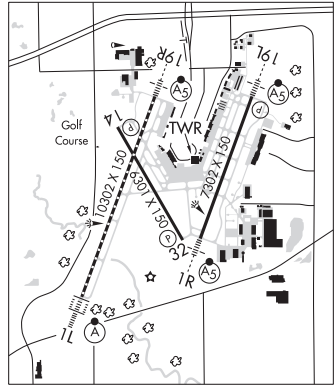 19R
19L
A5
A5
14
P
P
TWR
Golf
Course
10302 X 150
6301 X 150
7302 X 150
P
32
1R
A5
1L
A